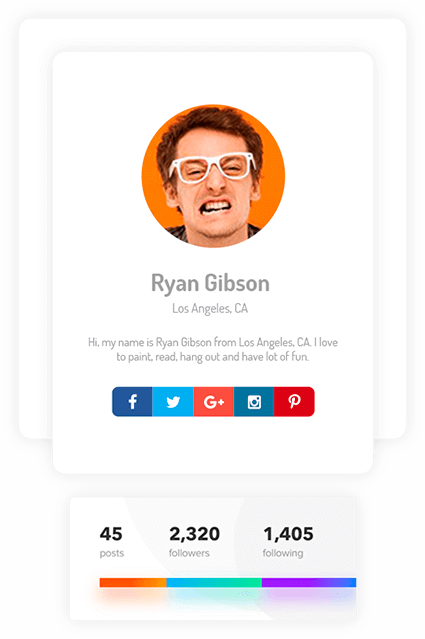 Ryan Gibson
Los Angeles, CA
Hi, my name is Ryan Gibson from Los Angeles, CA. I love
to paint, read, hang out and have lot of fun.
f G+
45 2,320 1,405
posts followers following